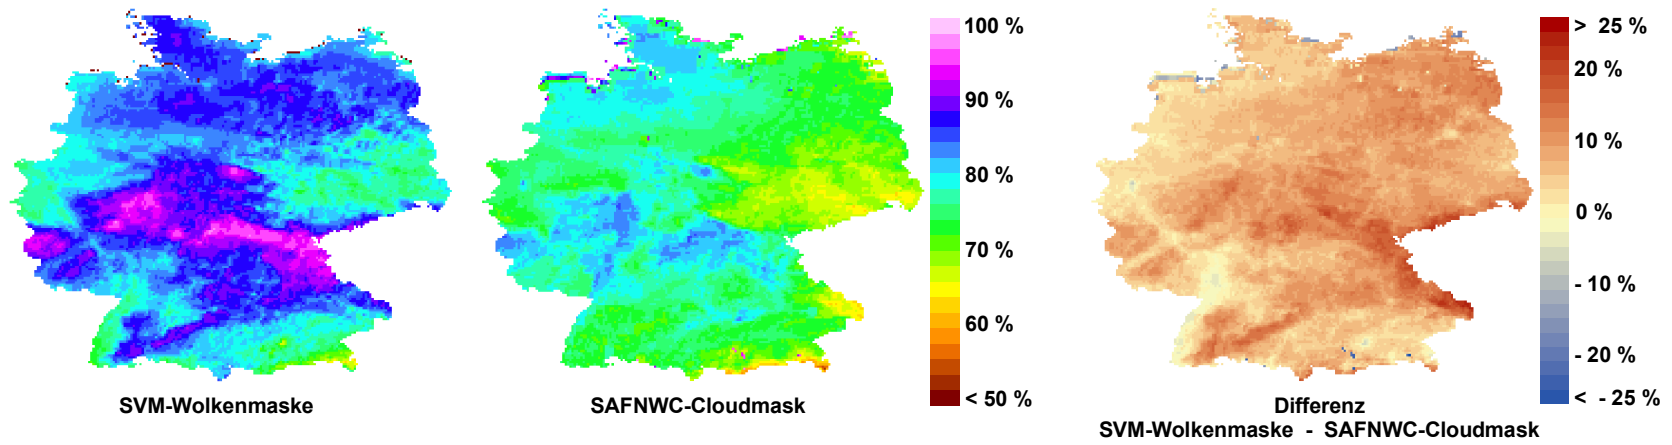 100 %
90 %
80 %
70 %
60 %
< 50 %
> 25 %
20 %
10 %
0 %
- 10 %
- 20 %
< - 25 %
SVM-Wolkenmaske
SAFNWC-Cloudmask
Differenz
SVM-Wolkenmaske - SAFNWC-Cloudmask